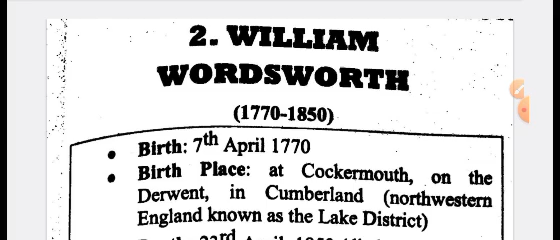 2. WILLIAM
WORDSWORTH
(1770-1850)
• Birth: 7th April 1770
• Birth Place: at Cockermouth, on the
Derwent, in Cumberland (northwestern
England known as the Lake District)